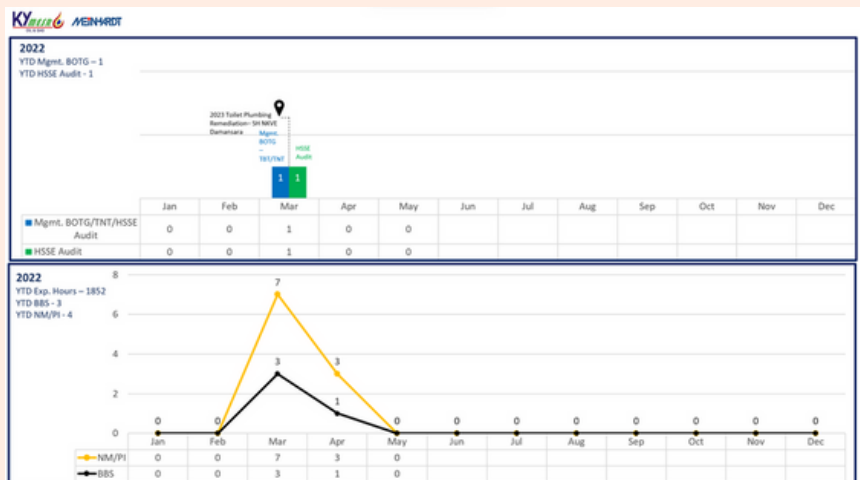 KY
MEINHARDT
2022
YTD Mgmt. BOTG – 1
YTD HSSE Audit - 1
2023 Toilet Plumbing
Remediation– SH NKVE
Damansara
Mgmt.
BOTG
–
TBT/TNT
HSSE
Audit
1 1
Jan Feb Mar Apr May Jun Jul Aug Sep Oct Nov Dec
Mgmt. BOTG/TNT/HSSE
Audit
0 0 1 0 0
HSSE Audit 0 0 1 0 0
2022
YTD Exp. Hours – 1852
YTD BBS - 3
YTD NM/PI - 4
8
7
6
4
3 3
2
1
0
0 0 0 0 0 0 0 0 0 0
Jan Feb Mar Apr May Jun Jul Aug Sep Oct Nov Dec
NM/PI 0 0 7 3 0
BBS 0 0 3 1 0